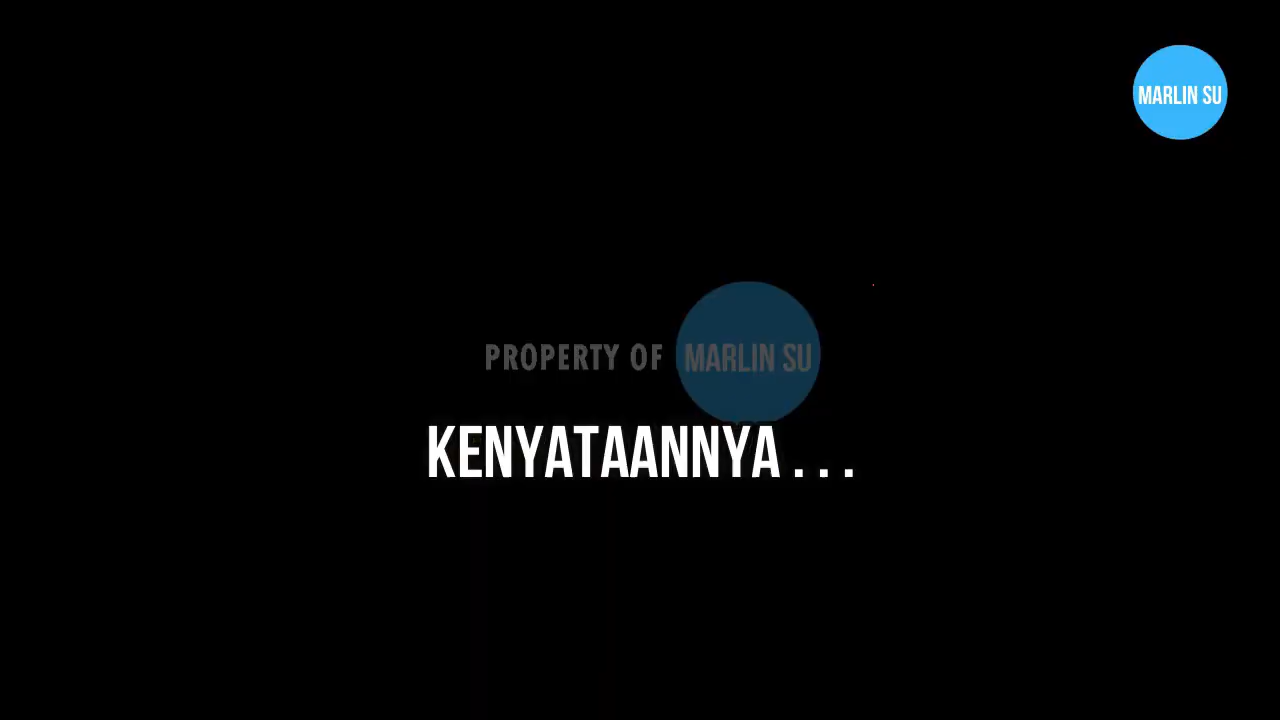 MARLIN SU
PROPERTY OF MARLIN SU
KENYATAANNYA . . .